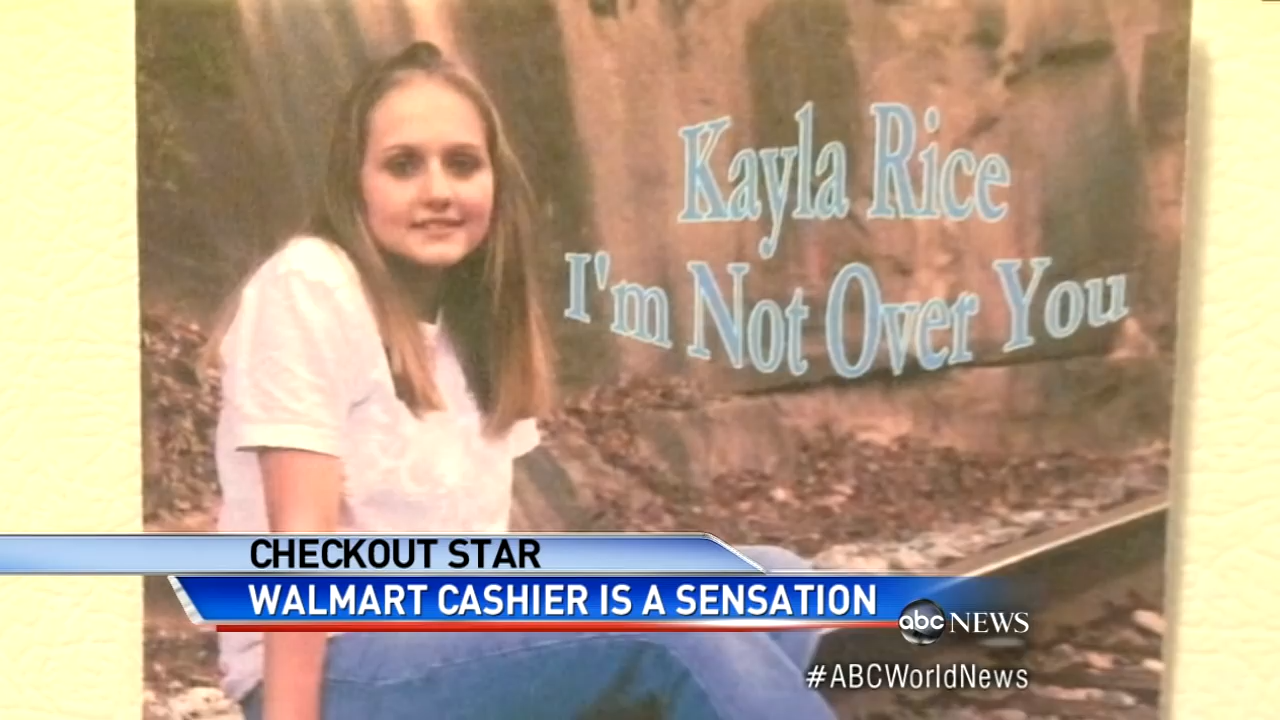 Kayla Rice
I'm Not Over You
CHECKOUT STAR
WALMART CASHIER IS A SENSATION
abc NEWS
#ABCWorldNews